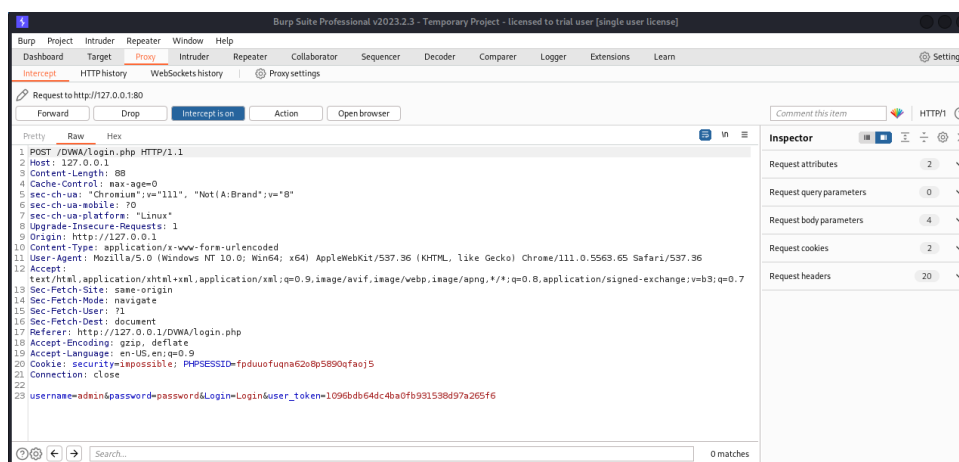 Burp Suite Professional v2023.2.3 - Temporary Project - licensed to trial user [single user license]
Burp Project Intruder Repeater Window Help
Dashboard Target Proxy Intruder Repeater Collaborator Sequencer Decoder Comparer Logger Extensions Learn Setting
Intercept HTTP history WebSockets history Proxy settings
Request to http://127.0.0.1:80
Forward Drop Intercept is on Action Open browser Comment this item HTTP/1
Pretty Raw Hex \n Inspector
1 POST /DVWA/login.php HTTP/1.1
2 Host: 127.0.0.1
3 Content-Length: 88
4 Cache-Control: max-age=0
5 sec-ch-ua: "Chromium";v="111", "Not(A:Brand";v="8"
6 sec-ch-ua-mobile: ?0
7 sec-ch-ua-platform: "Linux"
8 Upgrade-Insecure-Requests: 1
9 Origin: http://127.0.0.1
10 Content-Type: application/x-www-form-urlencoded
11 User-Agent: Mozilla/5.0 (Windows NT 10.0; Win64; x64) AppleWebKit/537.36 (KHTML, like Gecko) Chrome/111.0.5563.65 Safari/537.36
12 Accept:
text/html,application/xhtml+xml,application/xml;q=0.9,image/avif,image/webp,image/apng,*/*;q=0.8,application/signed-exchange;v=b3;q=0.7
13 Sec-Fetch-Site: same-origin
14 Sec-Fetch-Mode: navigate
15 Sec-Fetch-User: ?1
16 Sec-Fetch-Dest: document
17 Referer: http://127.0.0.1/DVWA/login.php
18 Accept-Encoding: gzip, deflate
19 Accept-Language: en-US,en;q=0.9
20 Cookie: security=impossible; PHPSESSID=fpduuofuqna62o8p5890qfaoj5
21 Connection: close
22
23 username=admin&password=password&Login=Login&user_token=1096bdb64dc4ba0fb931538d97a265f6
Request attributes 2
Request query parameters 0
Request body parameters 4
Request cookies 2
Request headers 20
Search... 0 matches